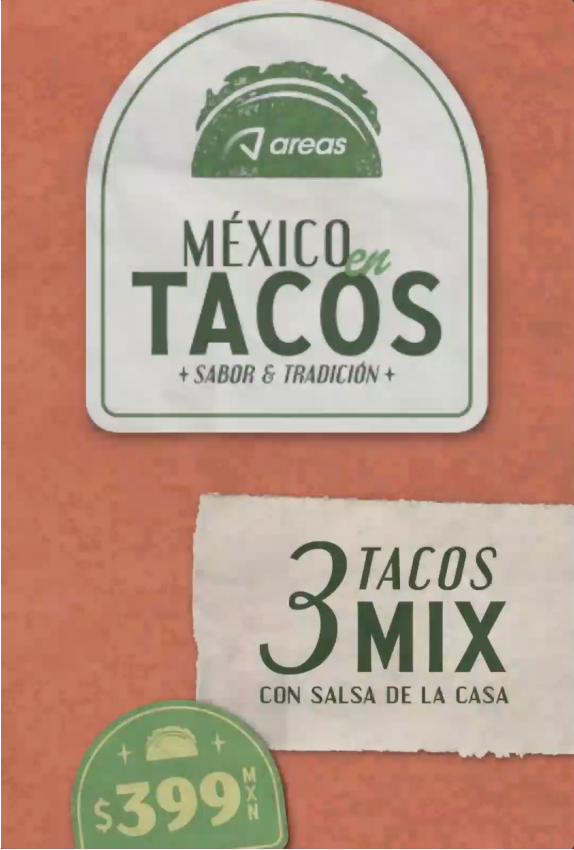 areas
MÉXICO en
TACOS
+ SABOR & TRADICIÓN +
3 TACOS
MIX
CON SALSA DE LA CASA
$399 MXN